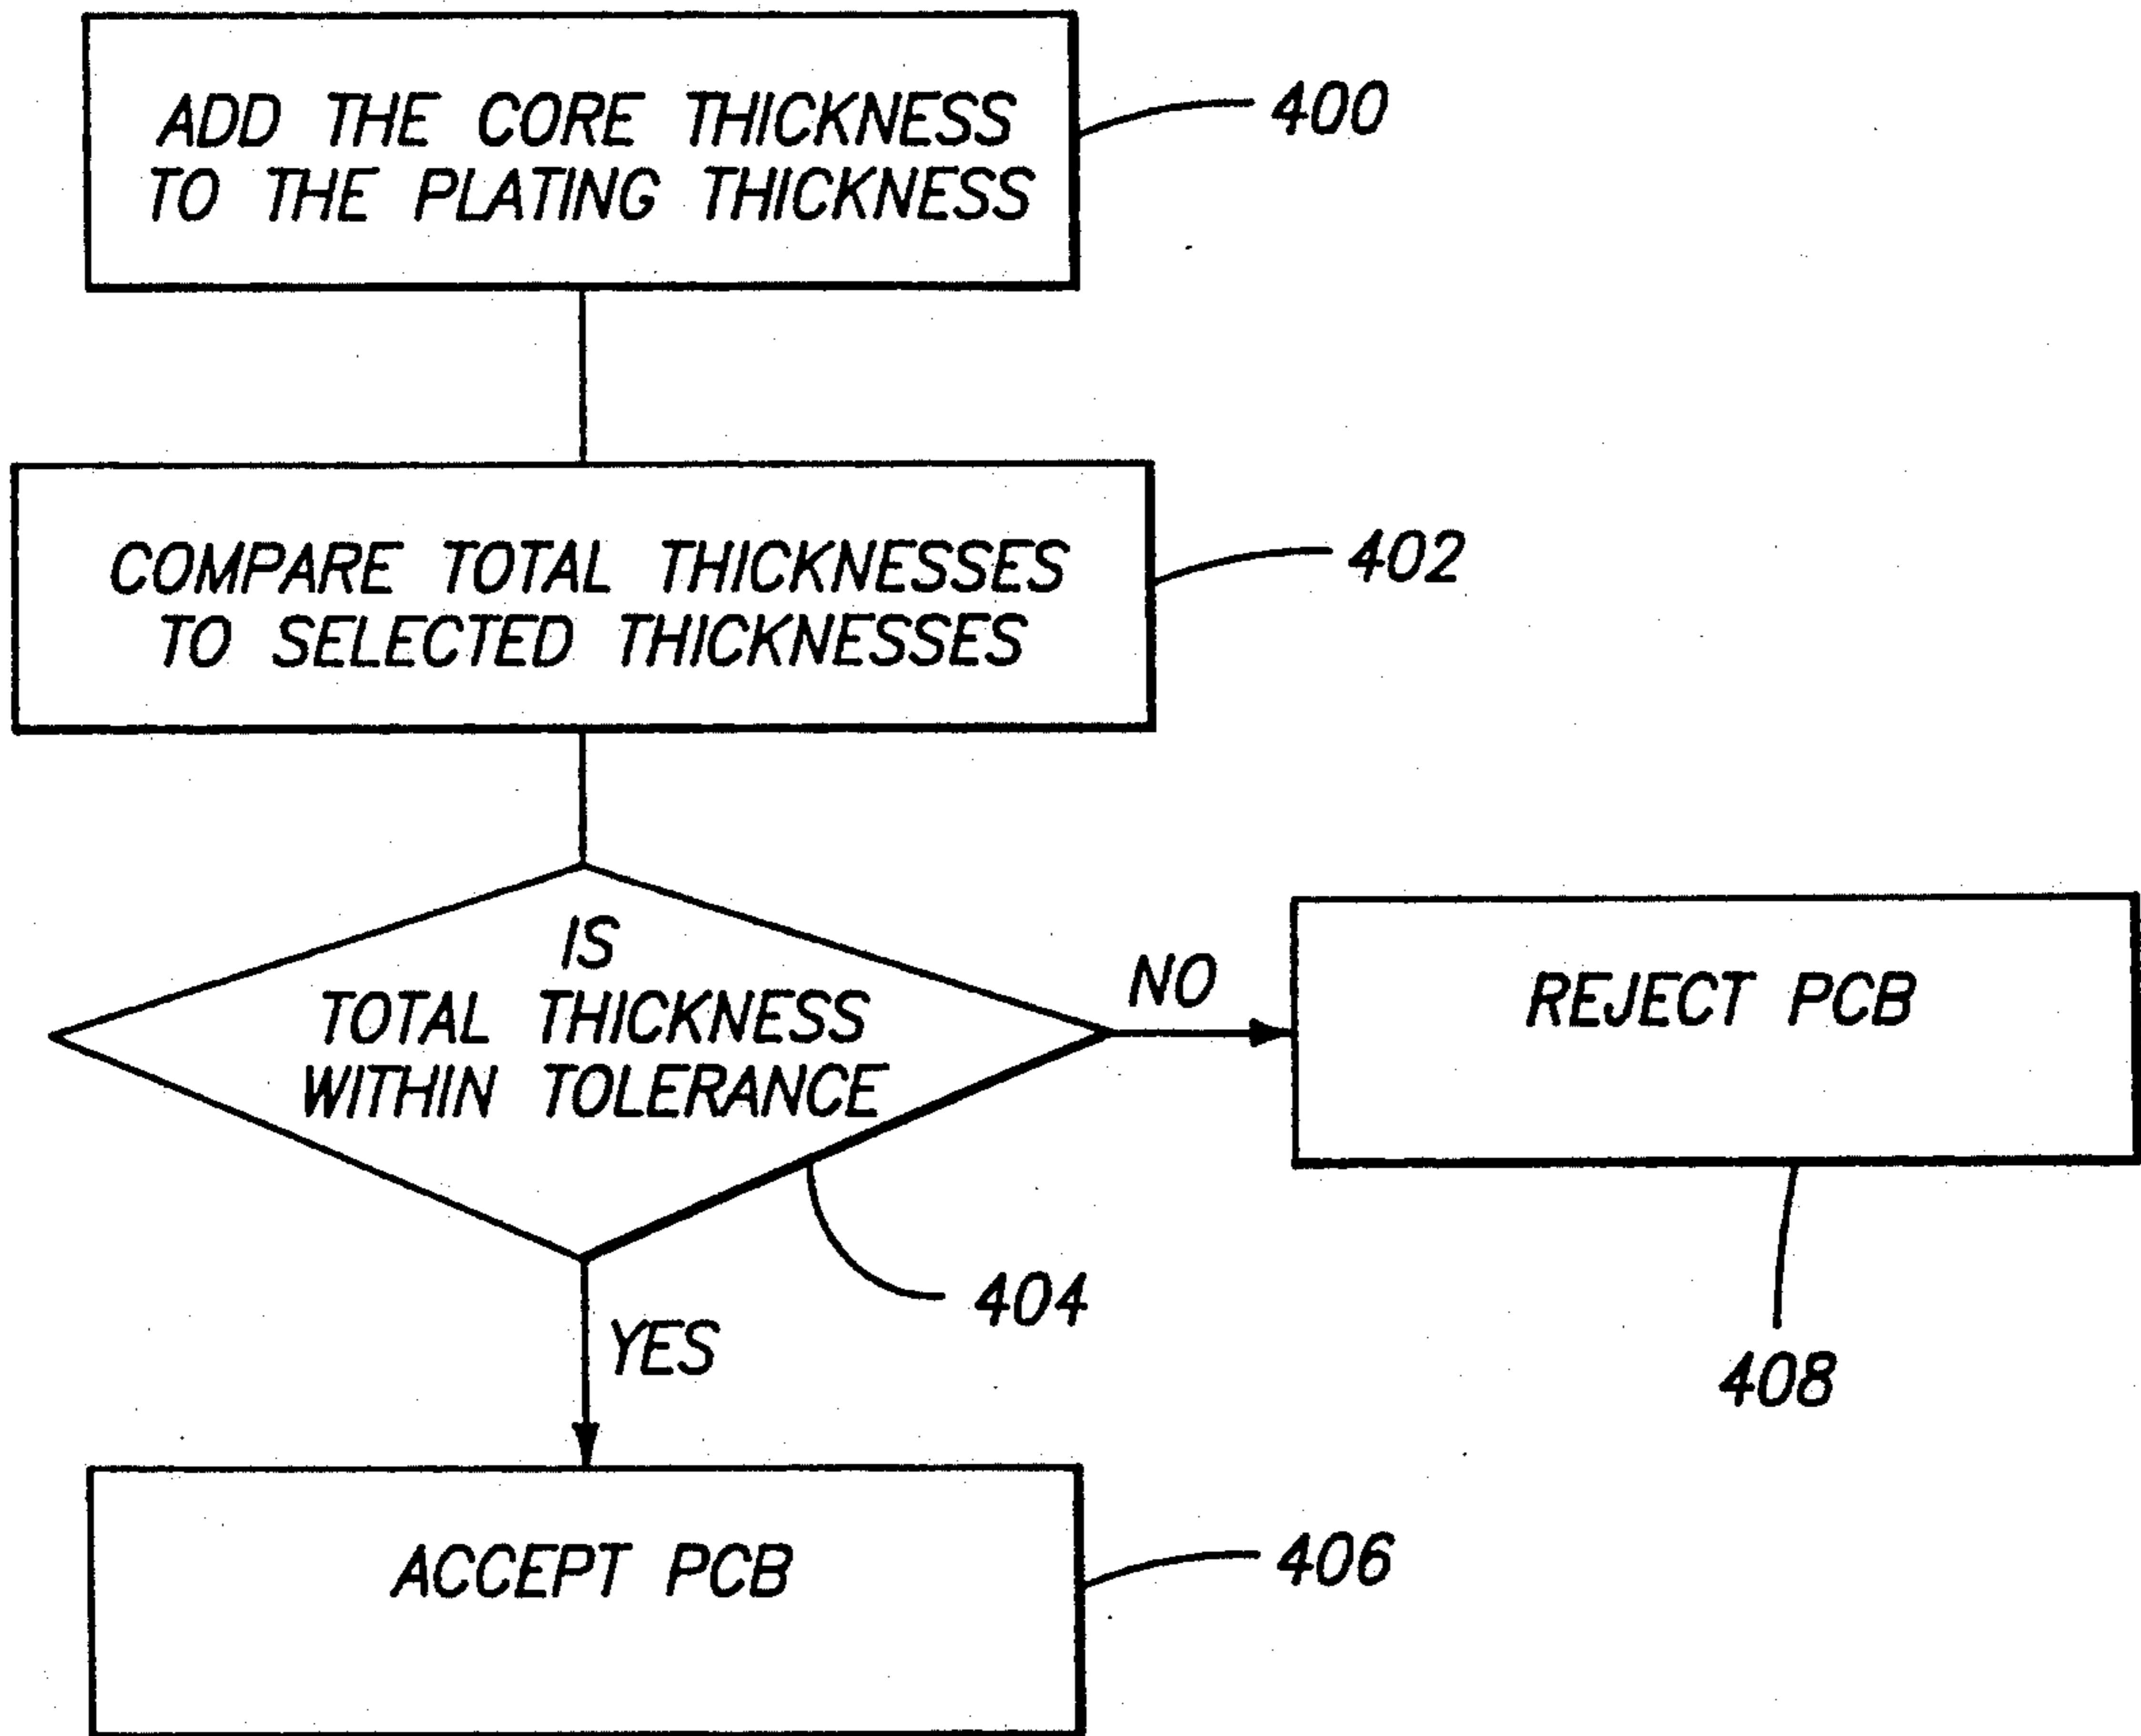 ADD THE CORE THICKNESS
TO THE PLATING THICKNESS
400
COMPARE TOTAL THICKNESSES
TO SELECTED THICKNESSES
402
IS
TOTAL THICKNESS
WITHIN TOLERANCE
NO
REJECT PCB
404
408
YES
ACCEPT PCB
406